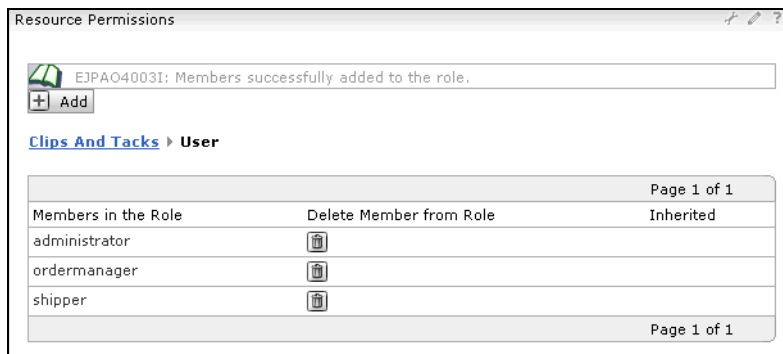 Resource Permissions ?
EJPAO4003I: Members successfully added to the role.
+ Add
Clips And Tacks User
Page 1 of 1
Members in the Role Delete Member from Role Inherited
administrator
ordermanager
shipper
Page 1 of 1